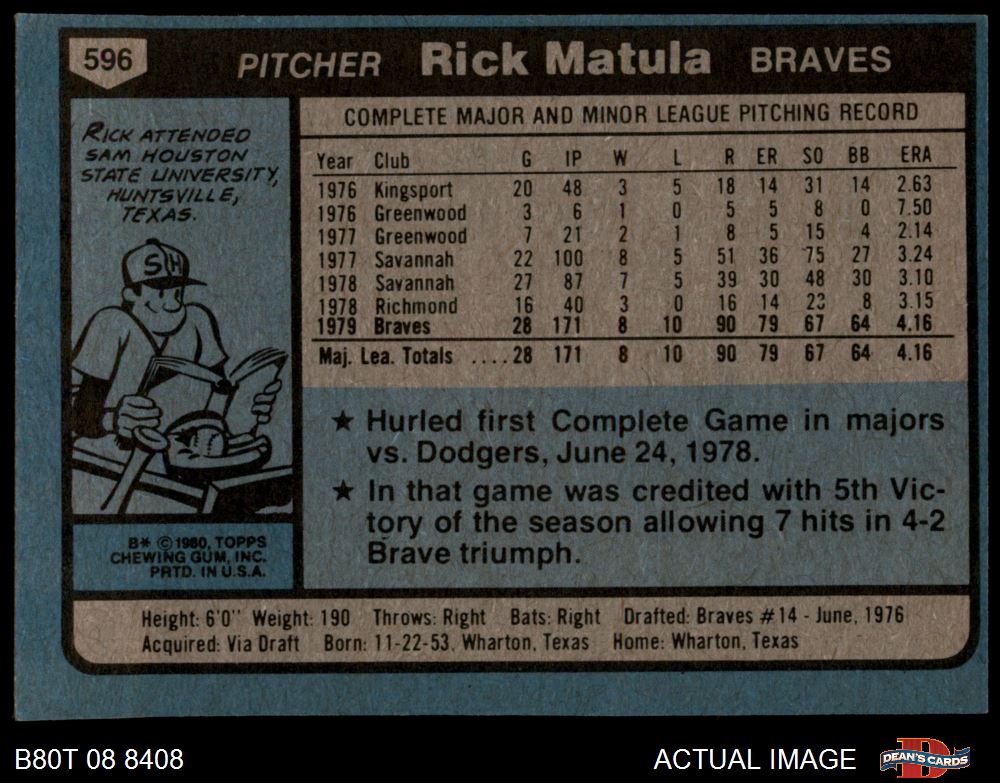 596 PITCHER Rick Matula BRAVES
RICK ATTENDED
SAM HOUSTON
STATE UNIVERSITY,
HUNTSVILLE,
TEXAS.
SH
B* © 1980, TOPPS
CHEWING GUM, INC.
PRTD. IN U.S.A.
COMPLETE MAJOR AND MINOR LEAGUE PITCHING RECORD
Year Club G IP W L R ER SO BB ERA
1976 Kingsport 20 48 3 5 18 14 31 14 2.63
1976 Greenwood 3 6 1 0 5 5 8 0 7.50
1977 Greenwood 7 21 2 1 8 5 15 4 2.14
1977 Savannah 22 100 8 5 51 36 75 27 3.24
1978 Savannah 27 87 7 5 39 30 48 30 3.10
1978 Richmond 16 40 3 0 16 14 23 8 3.15
1979 Braves 28 171 8 10 90 79 67 64 4.16
Maj. Lea. Totals ....28 171 8 10 90 79 67 64 4.16
★ Hurled first Complete Game in majors
vs. Dodgers, June 24, 1978.
★ In that game was credited with 5th Vic-
tory of the season allowing 7 hits in 4-2
Brave triumph.
Height: 6'0" Weight: 190 Throws: Right Bats: Right Drafted: Braves #14 - June, 1976
Acquired: Via Draft Born: 11-22-53, Wharton, Texas Home: Wharton, Texas
B80T 08 8408 ACTUAL IMAGE DEAN'S CARDS